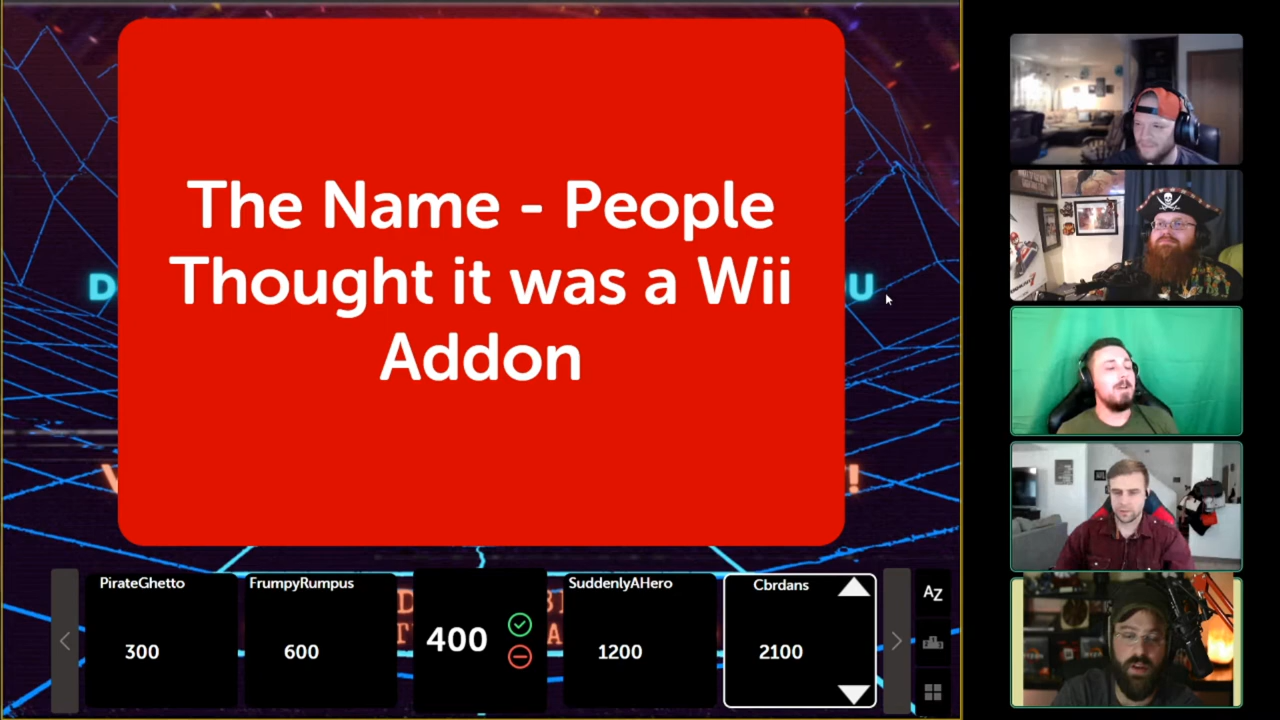 The Name - People
Thought it was a Wii
Addon
PirateGhetto
FrumpyRumpus
SuddenlyAHero
Cbrdans
300
600
400
1200
2100
AZ